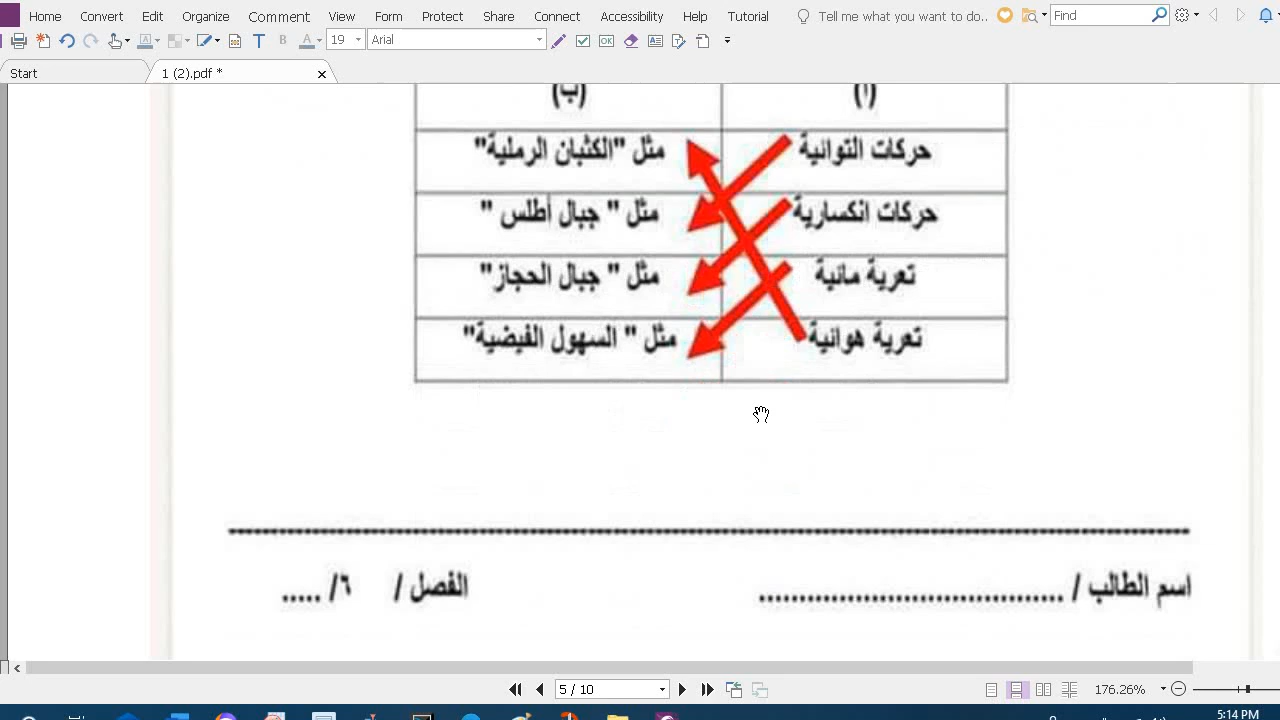 Home Convert Edit Organize Commen View Form Protect Share Connect Accessibility Help Tutorial Tell me what you want to do.. Find
19 Arial
Start 1 (2).pdf *
(أ) (ب)
حركات التوائية مثل "الكثبان الرملية"
حركات انكسارية مثل " جبال أطلس "
تعرية مائية مثل " جبال الحجاز"
تعرية هوائية مثل " السهول الفيضية"
اسم الطالب / .................................... الفصل / ٦/ .....
5 / 10 176.26%
5:14 PM